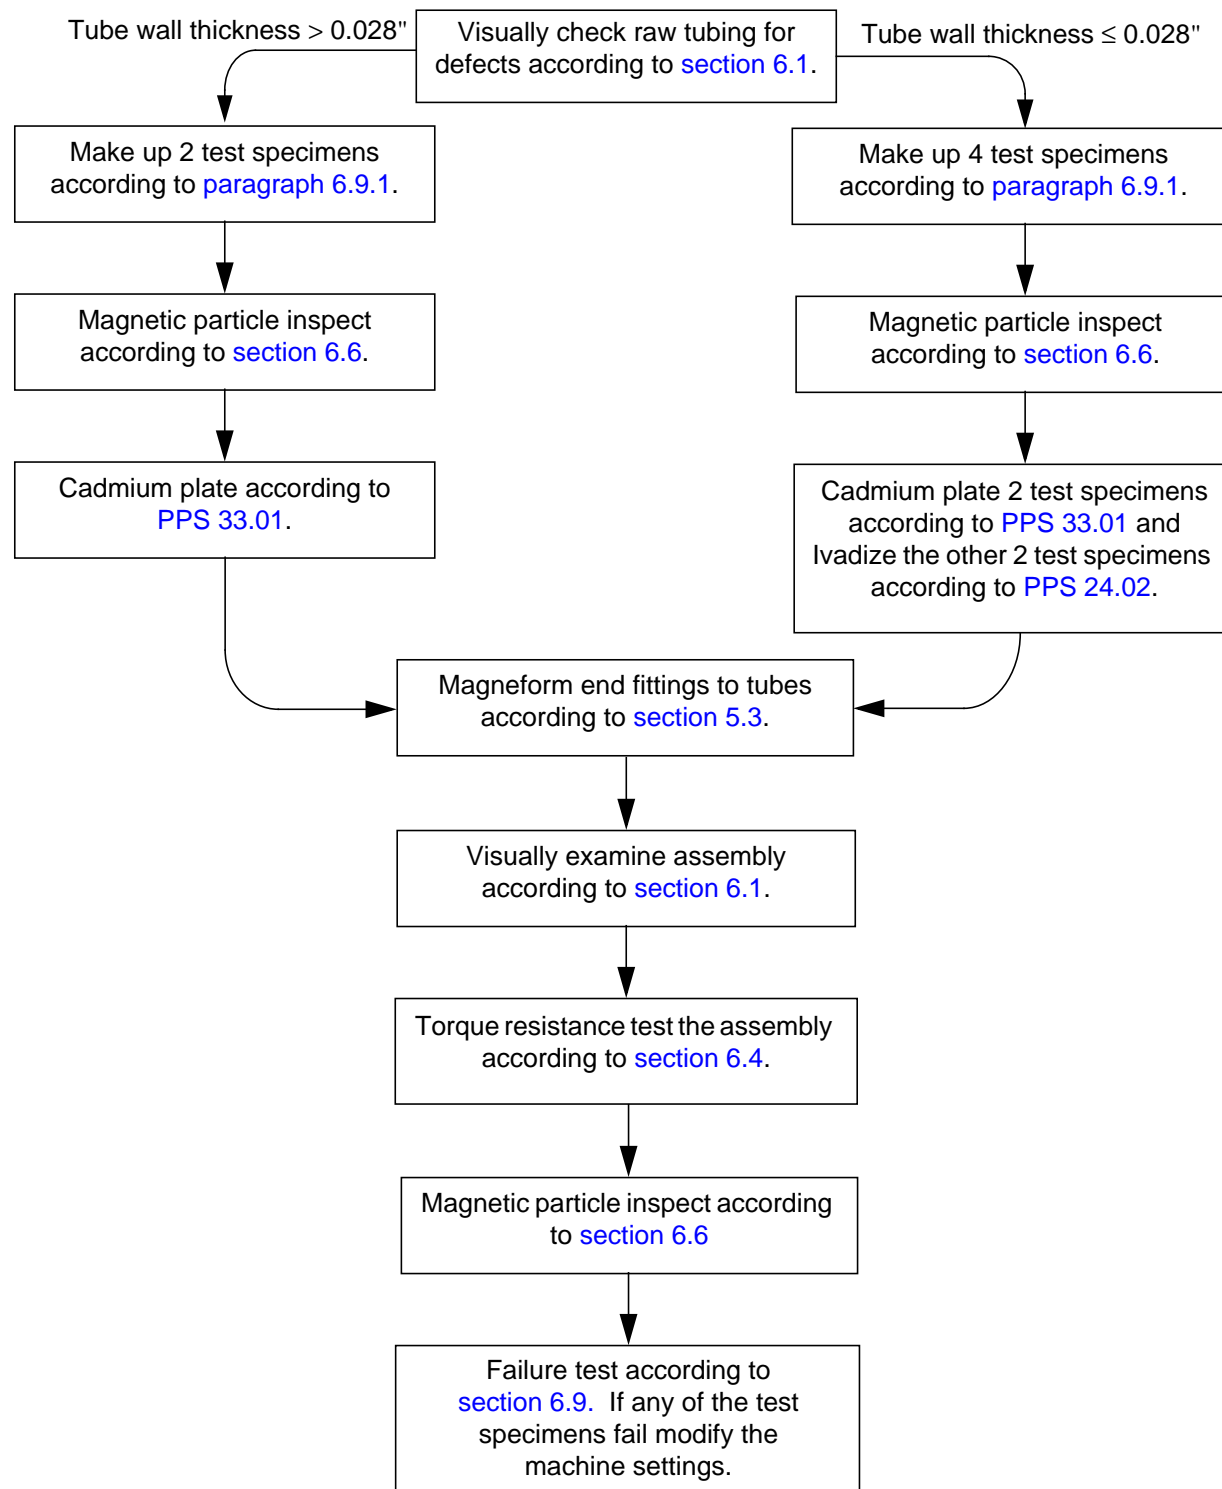 Tube wall thickness > 0.028"
Visually check raw tubing for
defects according to section 6.1.
Tube wall thickness ≤ 0.028"
Make up 2 test specimens
according to paragraph 6.9.1.
Make up 4 test specimens
according to paragraph 6.9.1.
Magnetic particle inspect
according to section 6.6.
Magnetic particle inspect
according to section 6.6.
Cadmium plate according to
PPS 33.01.
Cadmium plate 2 test specimens
according to PPS 33.01 and
Ivadize the other 2 test specimens
according to PPS 24.02.
Magneform end fittings to tubes
according to section 5.3.
Visually examine assembly
according to section 6.1.
Torque resistance test the assembly
according to section 6.4.
Magnetic particle inspect according
to section 6.6
Failure test according to
section 6.9. If any of the test
specimens fail modify the
machine settings.